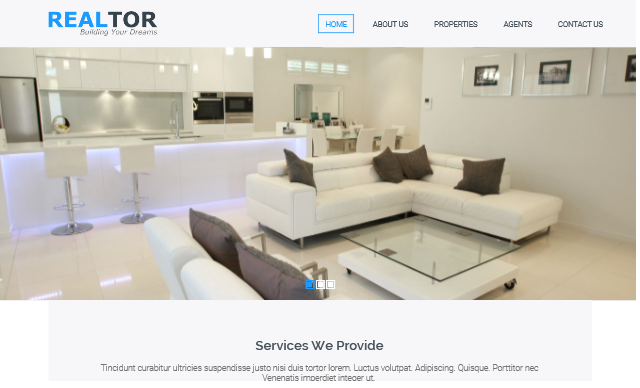 REALTOR
Building Your Dreams
HOME ABOUT US PROPERTIES AGENTS CONTACT US
Services We Provide
Tincidunt curabitur ultricies suspendisse justo nisi duis tortor lorem. Luctus volutpat. Adipiscing. Quisque. Porttitor nec
Venenatis imperdiet integer ut.